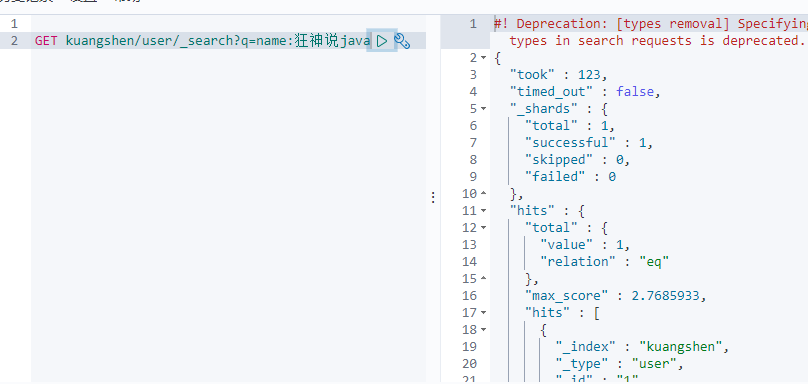 1
2 GET kuangshen/user/_search?q=name:狂神说java
1 #! Deprecation: [types removal] Specifying
types in search requests is deprecated.
2 {
3 "took" : 123,
4 "timed_out" : false,
5 "_shards" : {
6 "total" : 1,
7 "successful" : 1,
8 "skipped" : 0,
9 "failed" : 0
10 },
11 "hits" : {
12 "total" : {
13 "value" : 1,
14 "relation" : "eq"
15 },
16 "max_score" : 2.7685933,
17 "hits" : [
18 {
19 "_index" : "kuangshen",
20 "_type" : "user",
21 "_id" : "1"